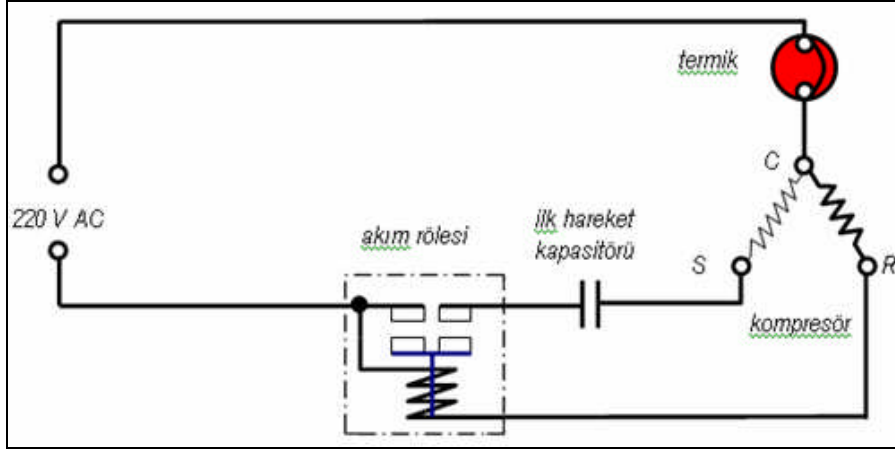 termik
C
220 V AC
akım rölesi
ilk hareket
kapasitörü
S
R
kompresör